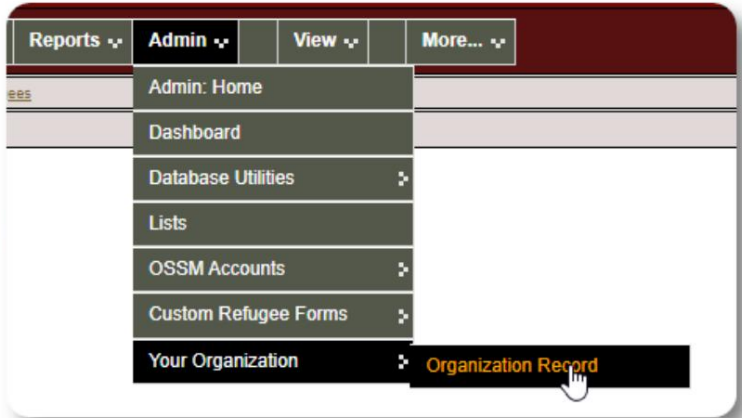 Reports Admin View More...
ees
Admin: Home
Dashboard
Database Utilities
Lists
OSSM Accounts
Custom Refugee Forms
Your Organization Organization Record